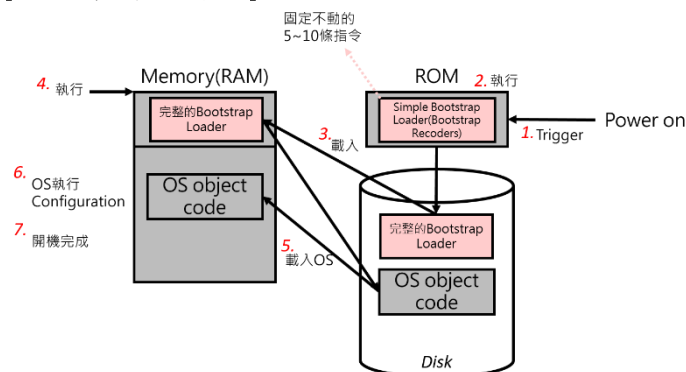 固定不動的
5~10條指令
4. 執行
Memory(RAM)
ROM
2. 執行
完整的Bootstrap
Loader
Simple Bootstrap
Loader(Bootstrap
Recoders)
Power on
1. Trigger
3. 載入
6.
OS執行
Configuration
OS object
code
7. 開機完成
完整的Bootstrap
Loader
5. 載入OS
OS object
code
Disk